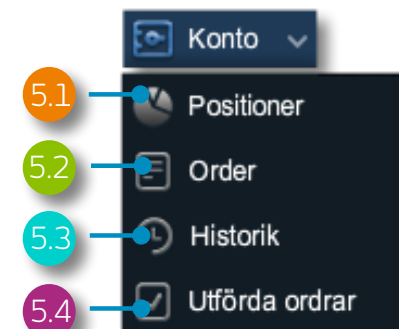 Konto
5.1 Positioner
5.2 Order
5.3 Historik
5.4 Utförda ordrar